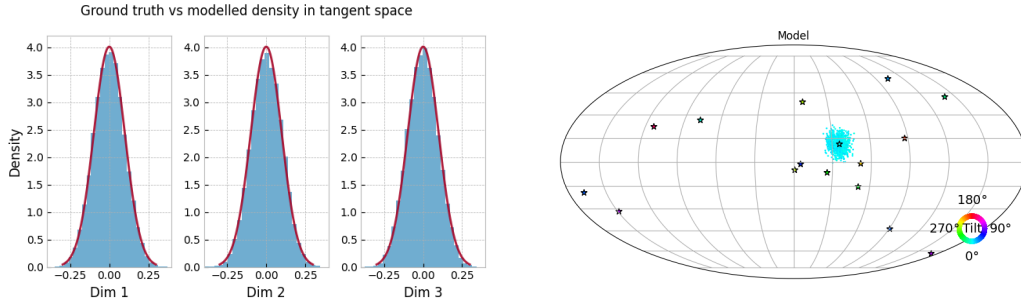 Ground truth vs modelled density in tangent space
Density
4.0
3.5
3.0
2.5
2.0
1.5
1.0
0.5
0.0
−0.25 0.00 0.25
Dim 1
4.0
3.5
3.0
2.5
2.0
1.5
1.0
0.5
0.0
−0.25 0.00 0.25
Dim 2
4.0
3.5
3.0
2.5
2.0
1.5
1.0
0.5
0.0
−0.25 0.00 0.25
Dim 3
Model
180°
270° Tilt 90°
0°